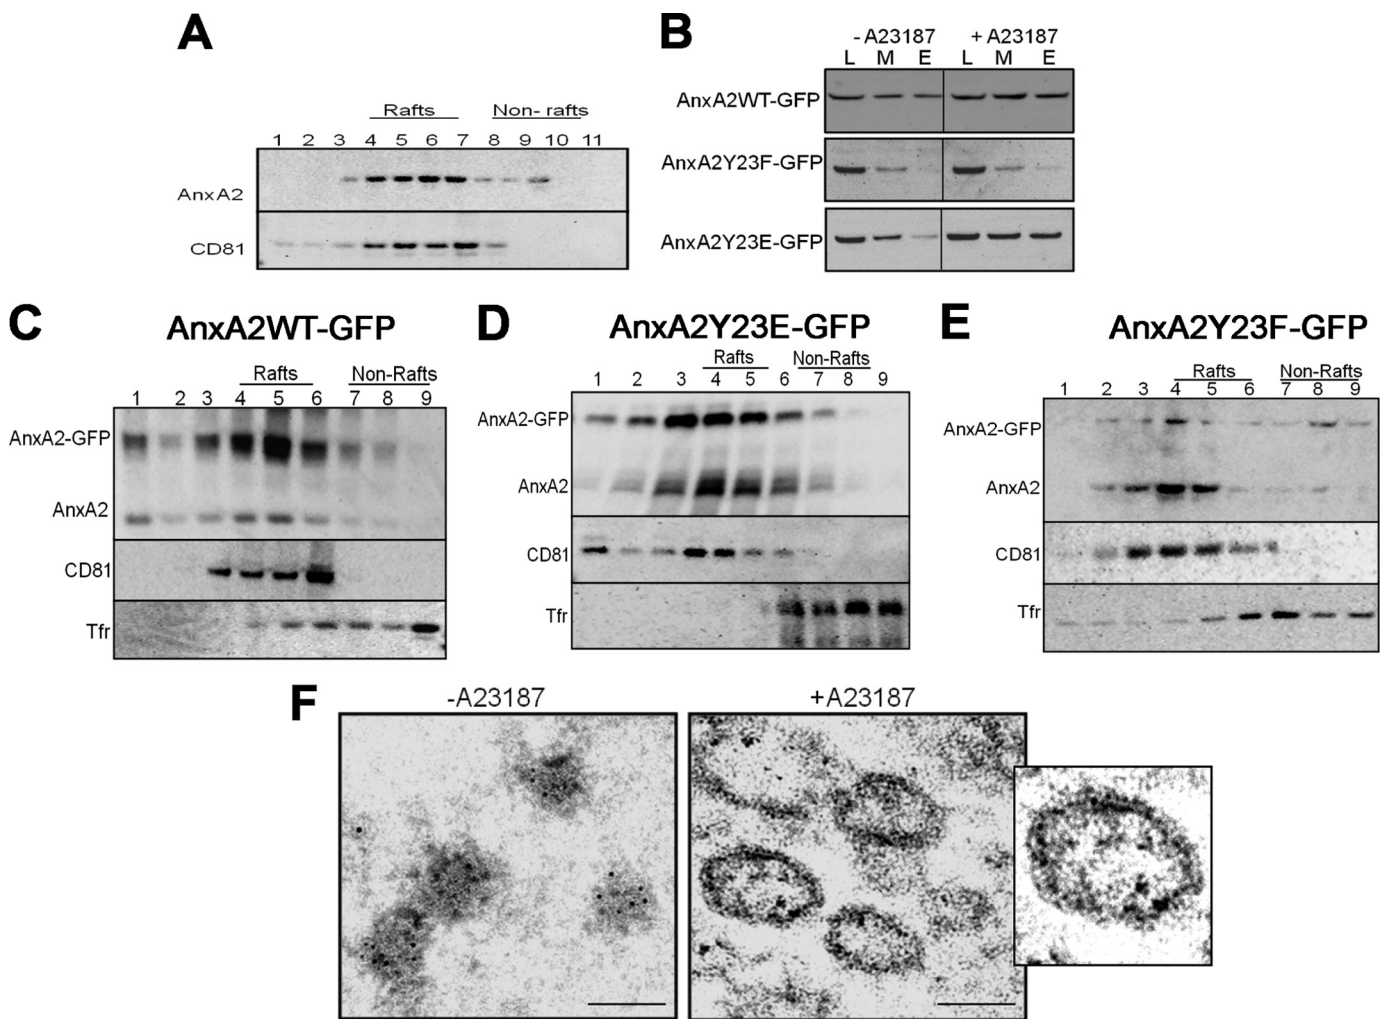 A
Rafts Non- rafts
1 2 3 4 5 6 7 8 9 10 11
AnxA2
CD81
B
- A23187 + A23187
L M E L M E
AnxA2WT-GFP
AnxA2Y23F-GFP
AnxA2Y23E-GFP
C
AnxA2WT-GFP
Rafts Non-Rafts
1 2 3 4 5 6 7 8 9
AnxA2-GFP
AnxA2
CD81
Tfr
D
AnxA2Y23E-GFP
Rafts Non-Rafts
1 2 3 4 5 6 7 8 9
AnxA2-GFP
AnxA2
CD81
Tfr
E
AnxA2Y23F-GFP
Rafts Non-Rafts
1 2 3 4 5 6 7 8 9
AnxA2-GFP
AnxA2
CD81
Tfr
F
-A23187 +A23187